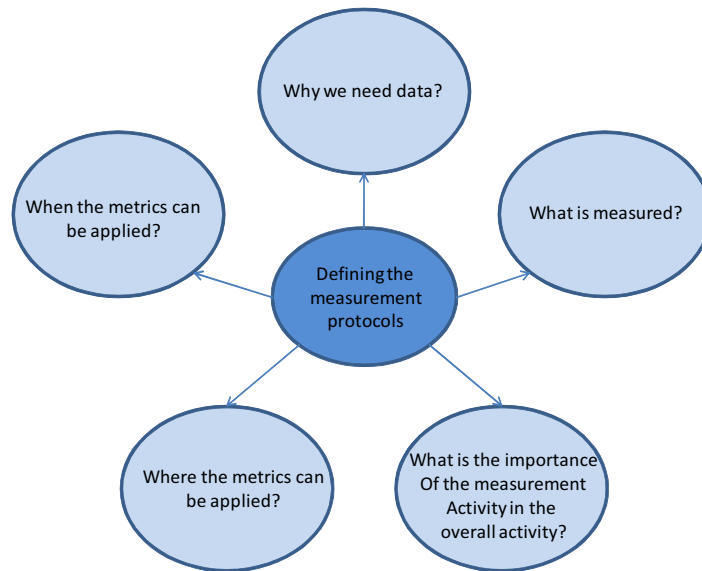 Why we need data?
When the metrics can
be applied?
What is measured?
Defining the
measurement
protocols
Where the metrics can
be applied?
What is the importance
Of the measurement
Activity in the
overall activity?